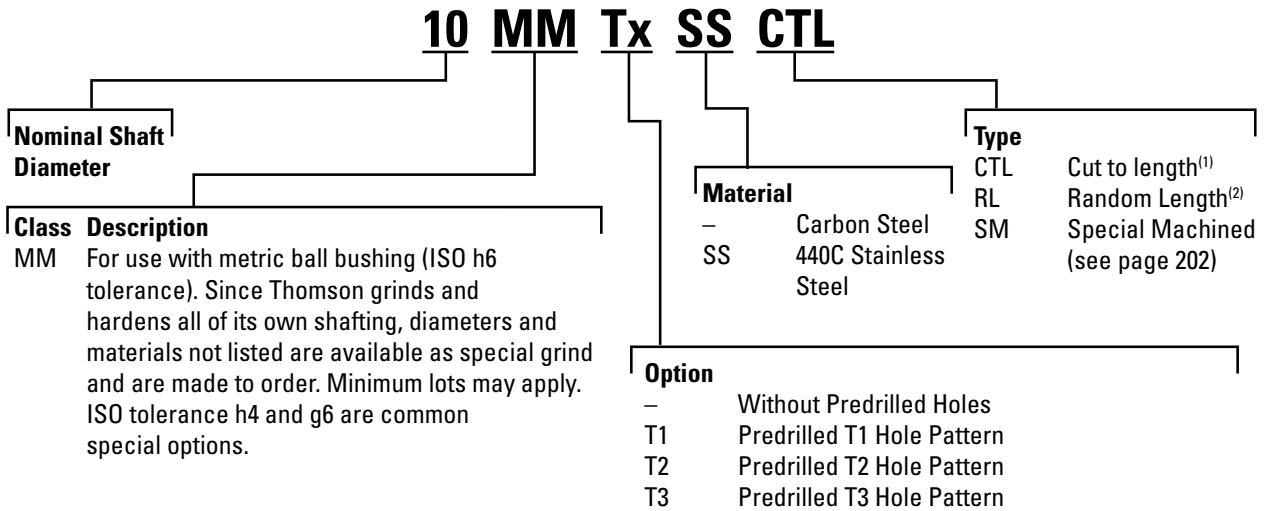 10 MM Tx SS CTL
Nominal Shaft
Diameter
Class Description
MM For use with metric ball bushing (ISO h6
tolerance). Since Thomson grinds and
hardens all of its own shafting, diameters and
materials not listed are available as special grind
and are made to order. Minimum lots may apply.
ISO tolerance h4 and g6 are common
special options.
Material
– Carbon Steel
SS 440C Stainless
Steel
Type
CTL Cut to length(1)
RL Random Length(2)
SM Special Machined
(see page 202)
Option
– Without Predrilled Holes
T1 Predrilled T1 Hole Pattern
T2 Predrilled T2 Hole Pattern
T3 Predrilled T3 Hole Pattern